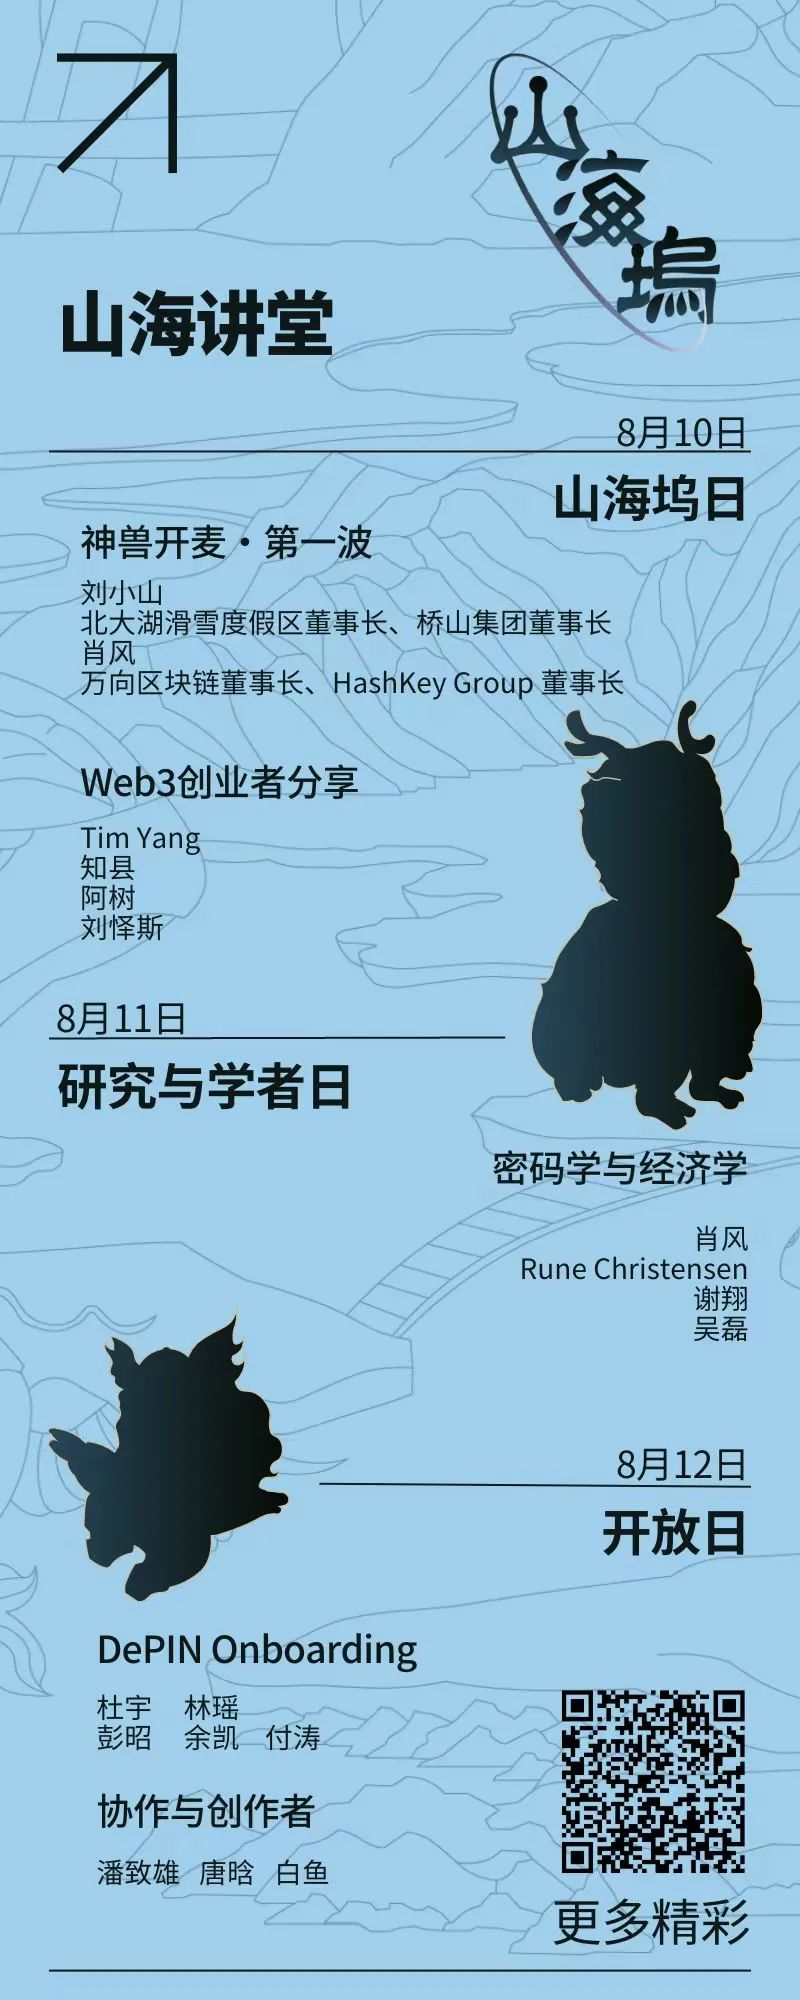 山海塢
山海讲堂
8月10日
山海坞日
神兽开麦·第一波
刘小山
北大湖滑雪度假区董事长、桥山集团董事长
肖风
万向区块链董事长、HashKey Group 董事长
Web3创业者分享
Tim Yang
知县
阿树
刘怿斯
8月11日
研究与学者日
密码学与经济学
肖风
Rune Christensen
谢翔
吴磊
8月12日
开放日
DePIN Onboarding
杜宇 林瑶
彭昭 余凯 付涛
协作与创作者
潘致雄 唐晗 白鱼
更多精彩